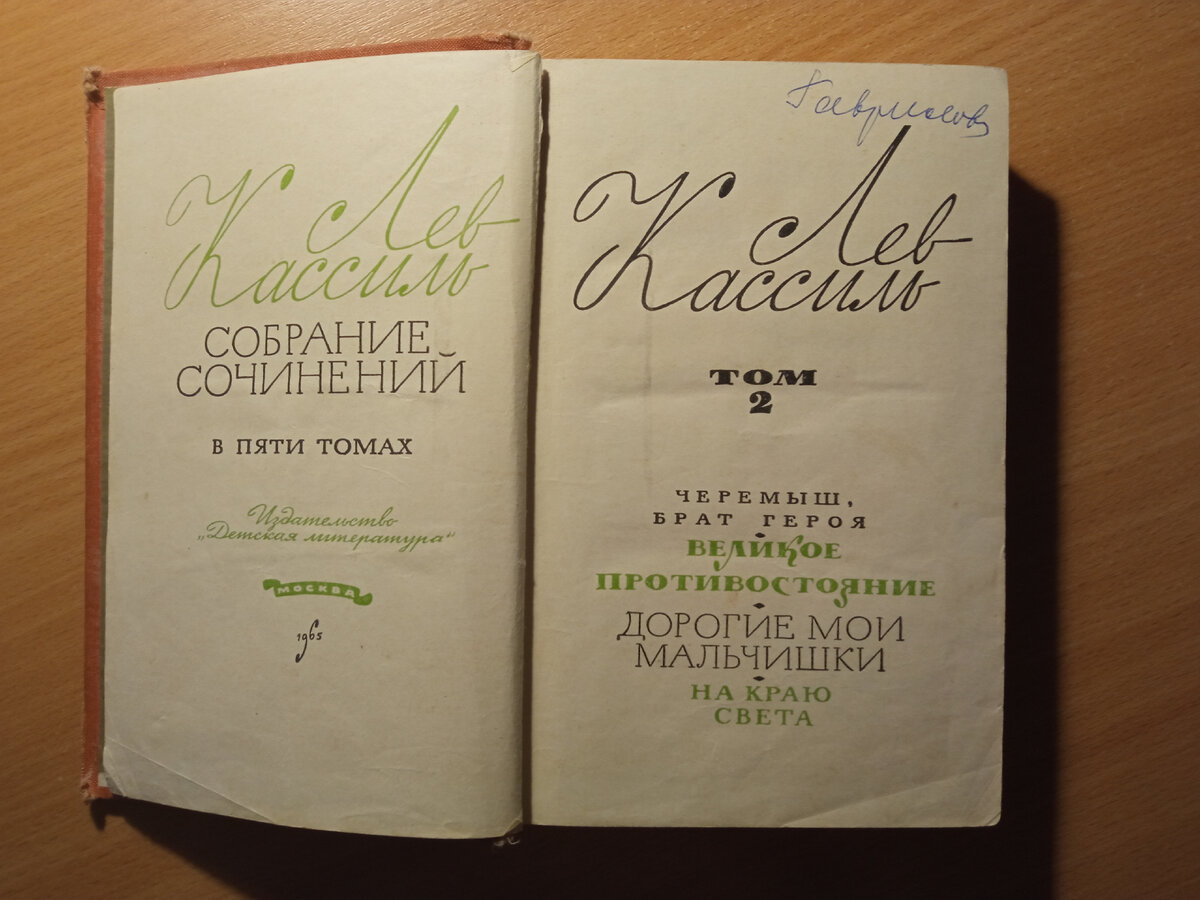 Лев
Кассиль
СОБРАНИЕ
СОЧИНЕНИЙ
В ПЯТИ ТОМАХ
Издательство
„Детская литература"
МОСКВА
1965
Гаврилов
Лев
Кассиль
ТОМ
2
ЧЕРЕМЫШ,
БРАТ ГЕРОЯ
ВЕЛИКОЕ
ПРОТИВОСТОЯНИЕ
ДОРОГИЕ МОИ
МАЛЬЧИШКИ
НА КРАЮ
СВЕТА